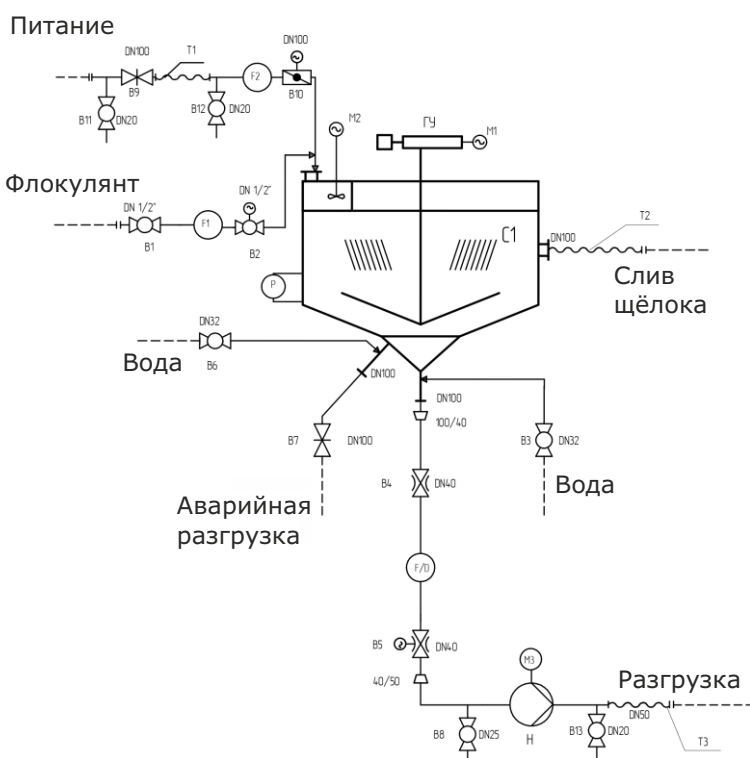 Питание
DN100
T1
DN100
F2
B9
B10
B11
DN20
B12
DN20
M2
ГУ
M1
Флокулянт
DN 1/2"
DN 1/2"
F1
B1
B2
C1
T2
DN100
P
Слив
щёлока
DN32
Вода
B6
DN100
DN100
100/40
B7
DN100
B3
DN32
B4
DN40
Аварийная
разгрузка
Вода
F/D
B5
DN40
M3
40/50
Разгрузка
DN50
B8
DN25
H
B13
DN20
T3